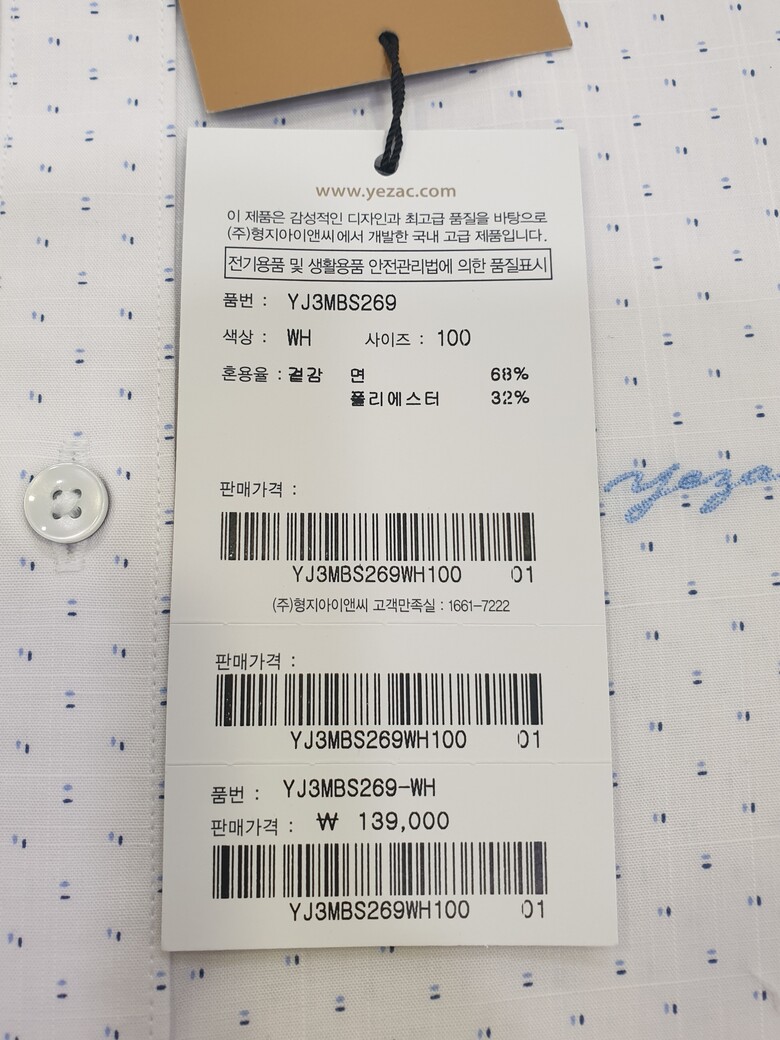 www.yezac.com
이 제품은 감성적인 디자인과 최고급 품질을 바탕으로
(주)형지아이앤씨에서 개발한 국내 고급 제품입니다.
전기용품 및 생활용품 안전관리법에 의한 품질표시
품번 : YJ3MBS269
색상 : WH 사이즈 : 100
혼용율 : 겉감 면 68%
폴리에스터 32%
판매가격 :
YJ3MBS269WH100 01
(주)형지아이앤씨 고객만족실 : 1661-7222
판매가격 :
YJ3MBS269WH100 01
품번 : YJ3MBS269-WH
판매가격 : ₩ 139,000
YJ3MBS269WH100 01
yeza